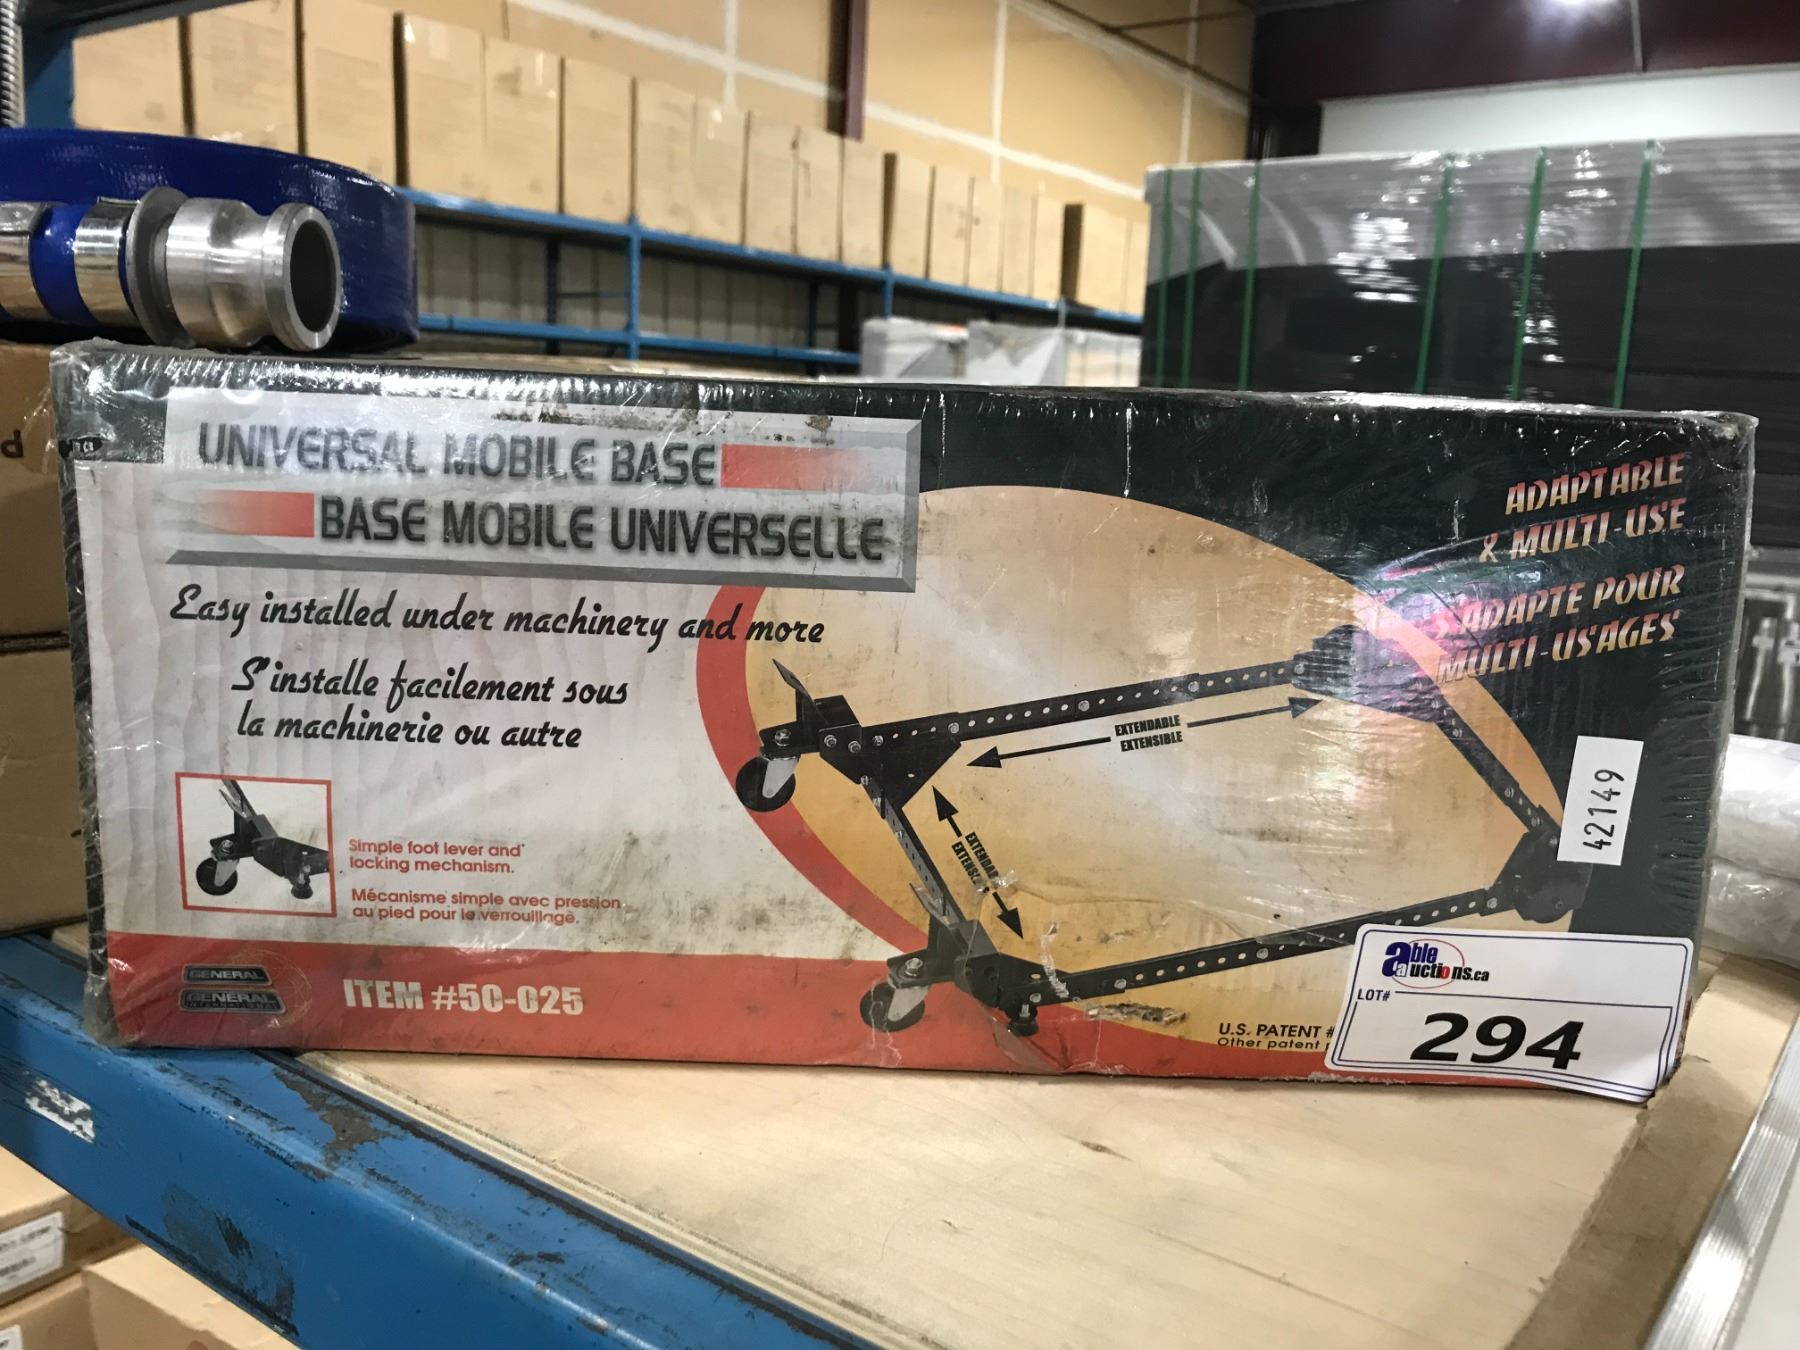 UNIVERSAL MOBILE BASE
BASE MOBILE UNIVERSELLE
Easy installed under machinery and more
S'installe facilement sous
la machinerie ou autre
Simple foot lever and
locking mechanism.
Mécanisme simple avec pression
au pied pour le verrouillage.
GENERAL
GENERAL
INTERNATIONAL
ITEM #50-025
ADAPTABLE
& MULTI-USE
S'ADAPTE POUR
MULTI-USAGES
EXTENDABLE
EXTENSIBLE
42149
U.S. PATENT #
Other patent
able auctions.ca
LOT#
294